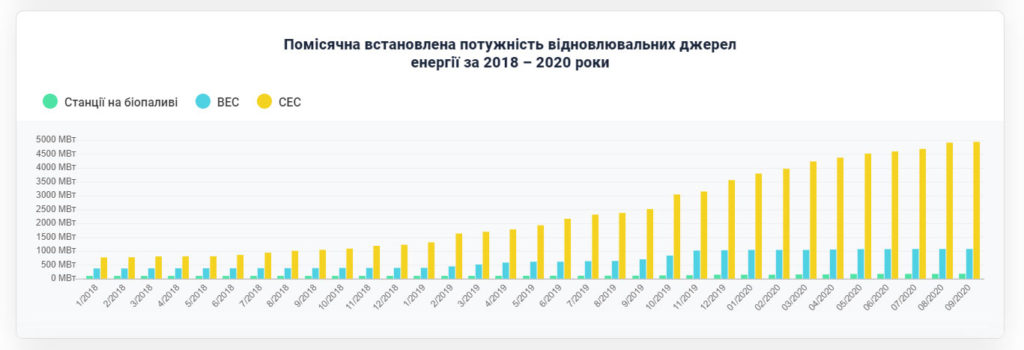 Помісячна встановлена потужність відновлювальних джерел
енергії за 2018 – 2020 роки
Станції на біопаливі ВЕС СЕС
5000 МВт
4500 МВт
4000 МВт
3500 МВт
3000 МВт
2500 МВт
2000 МВт
1500 МВт
1000 МВт
500 МВт
0 МВт
1/2018 2/2018 3/2018 4/2018 5/2018 6/2018 7/2018 8/2018 9/2018 10/2018 11/2018 12/2018 1/2019 2/2019 3/2019 4/2019 5/2019 6/2019 7/2019 8/2019 9/2019 10/2019 11/2019 12/2019 01/2020 02/2020 03/2020 04/2020 05/2020 06/2020 07/2020 08/2020 09/2020